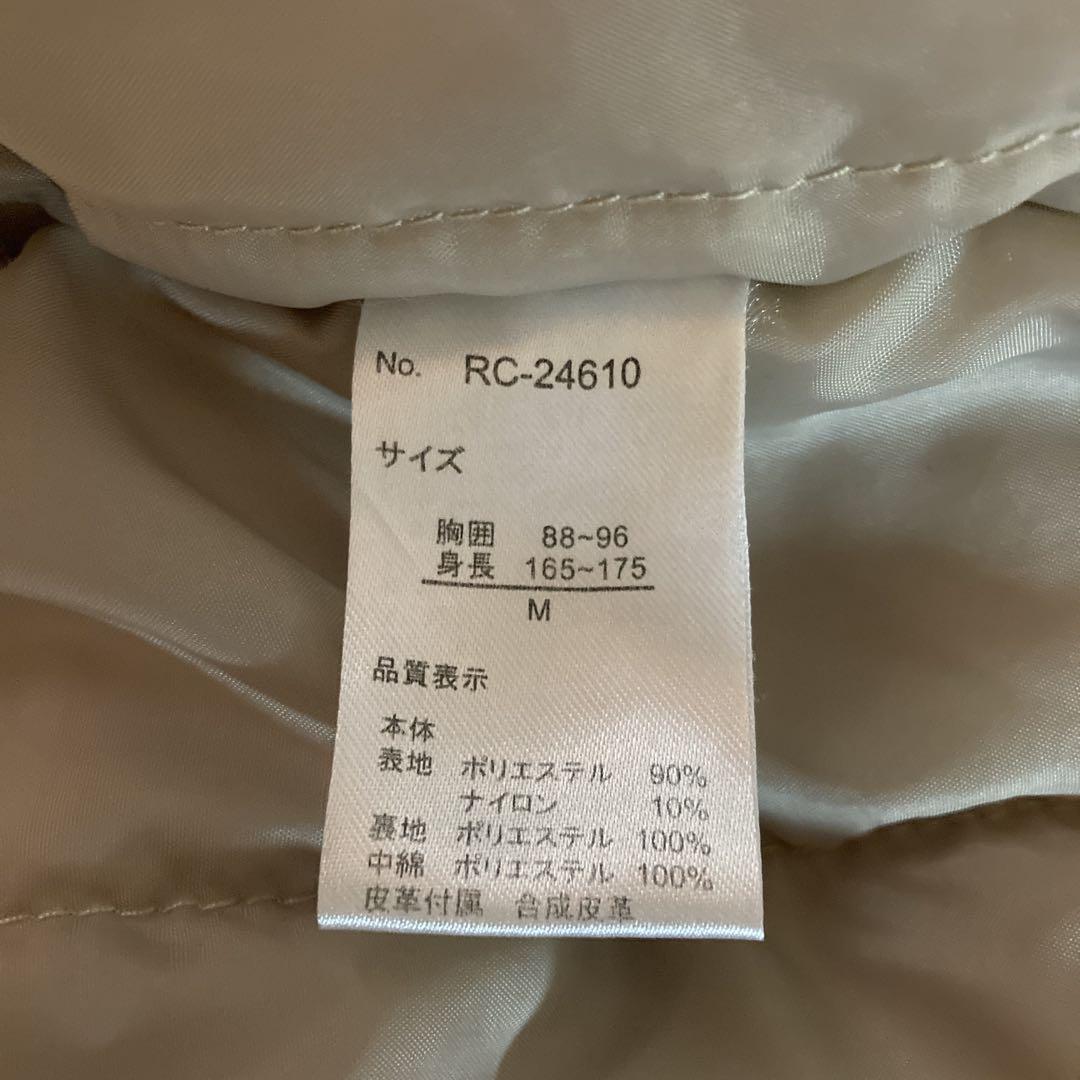 No. RC-24610
サイズ
胸囲 88~96
身長 165~175
M
品質表示
本体
表地 ポリエステル 90%
ナイロン 10%
裏地 ポリエステル 100%
中綿 ポリエステル 100%
皮革付属 合成皮革